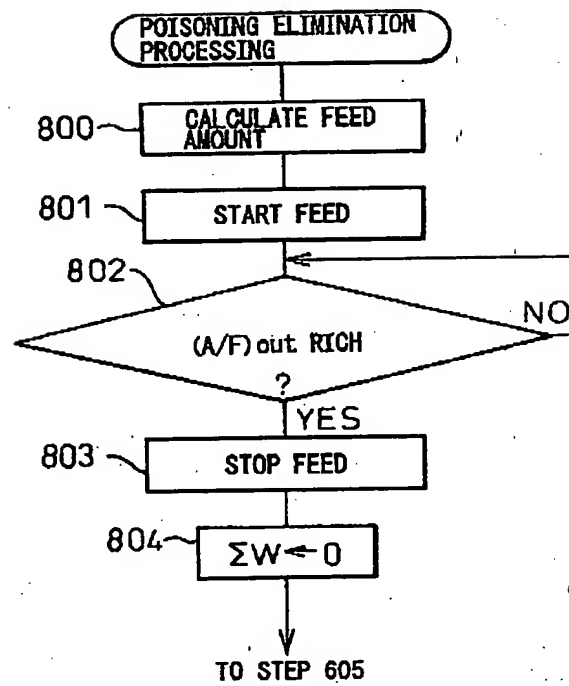 POISONING ELIMINATION
PROCESSING
800
CALCULATE FEED
AMOUNT
801
START FEED
802
(A/F)out RICH
?
NO
YES
803
STOP FEED
804
ΣW←0
TO STEP 605